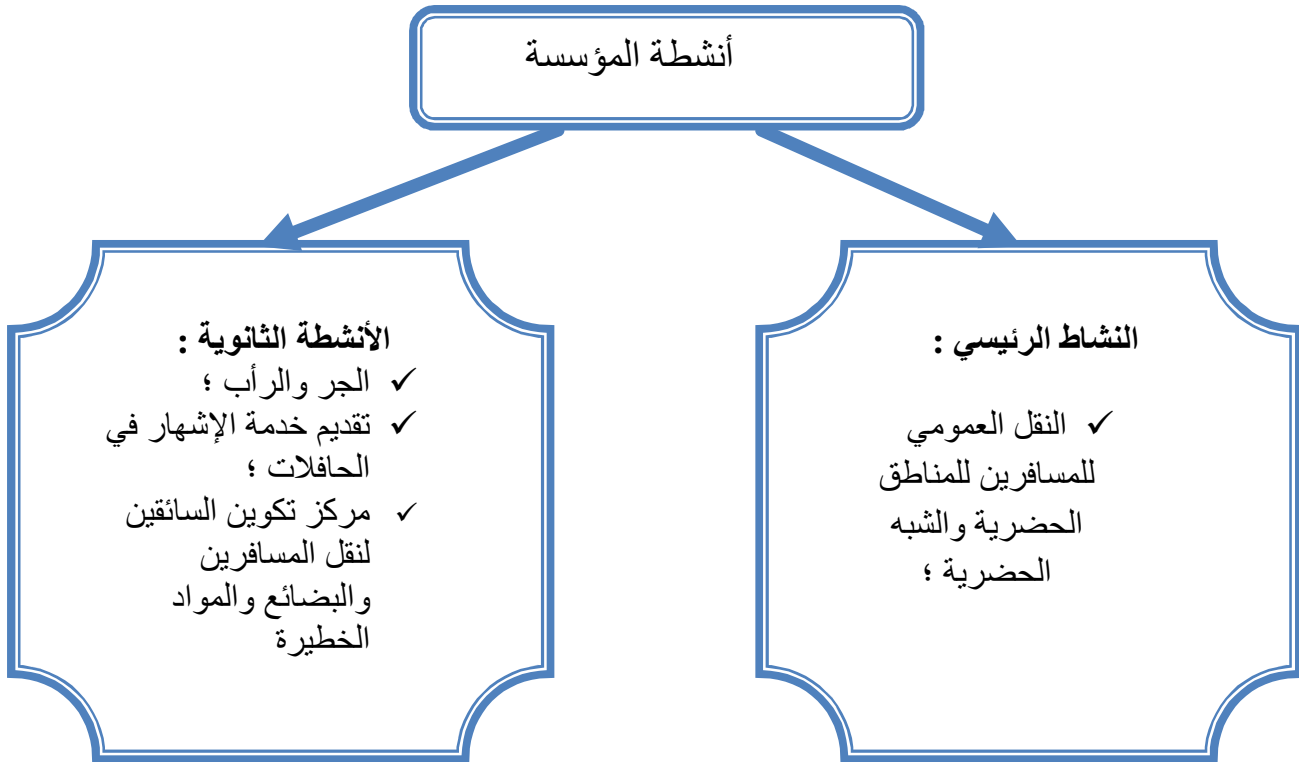 أنشطة المؤسسة
النشاط الرئيسي :
✓ النقل العمومي
للمسافرين للمناطق
الحضرية والشبه
الحضرية ؛
الأنشطة الثانوية :
✓ الجر والرأب ؛
✓ تقديم خدمة الإشهار في
الحافلات ؛
✓ مركز تكوين السائقين
لنقل المسافرين
والبضائع والمواد
الخطيرة